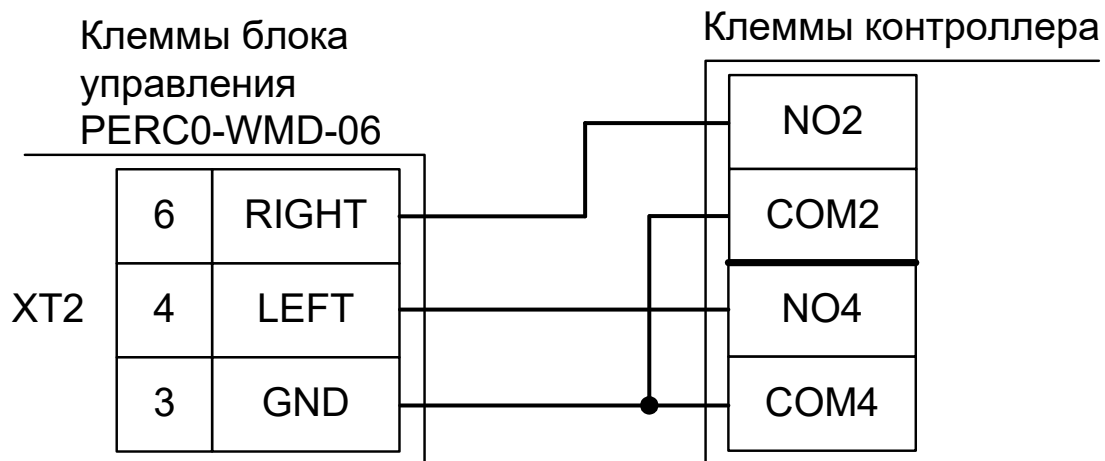 Клеммы блока
управления
PERC0-WMD-06
Клеммы контроллера
XT2
6 RIGHT
4 LEFT
3 GND
NO2
COM2
NO4
COM4